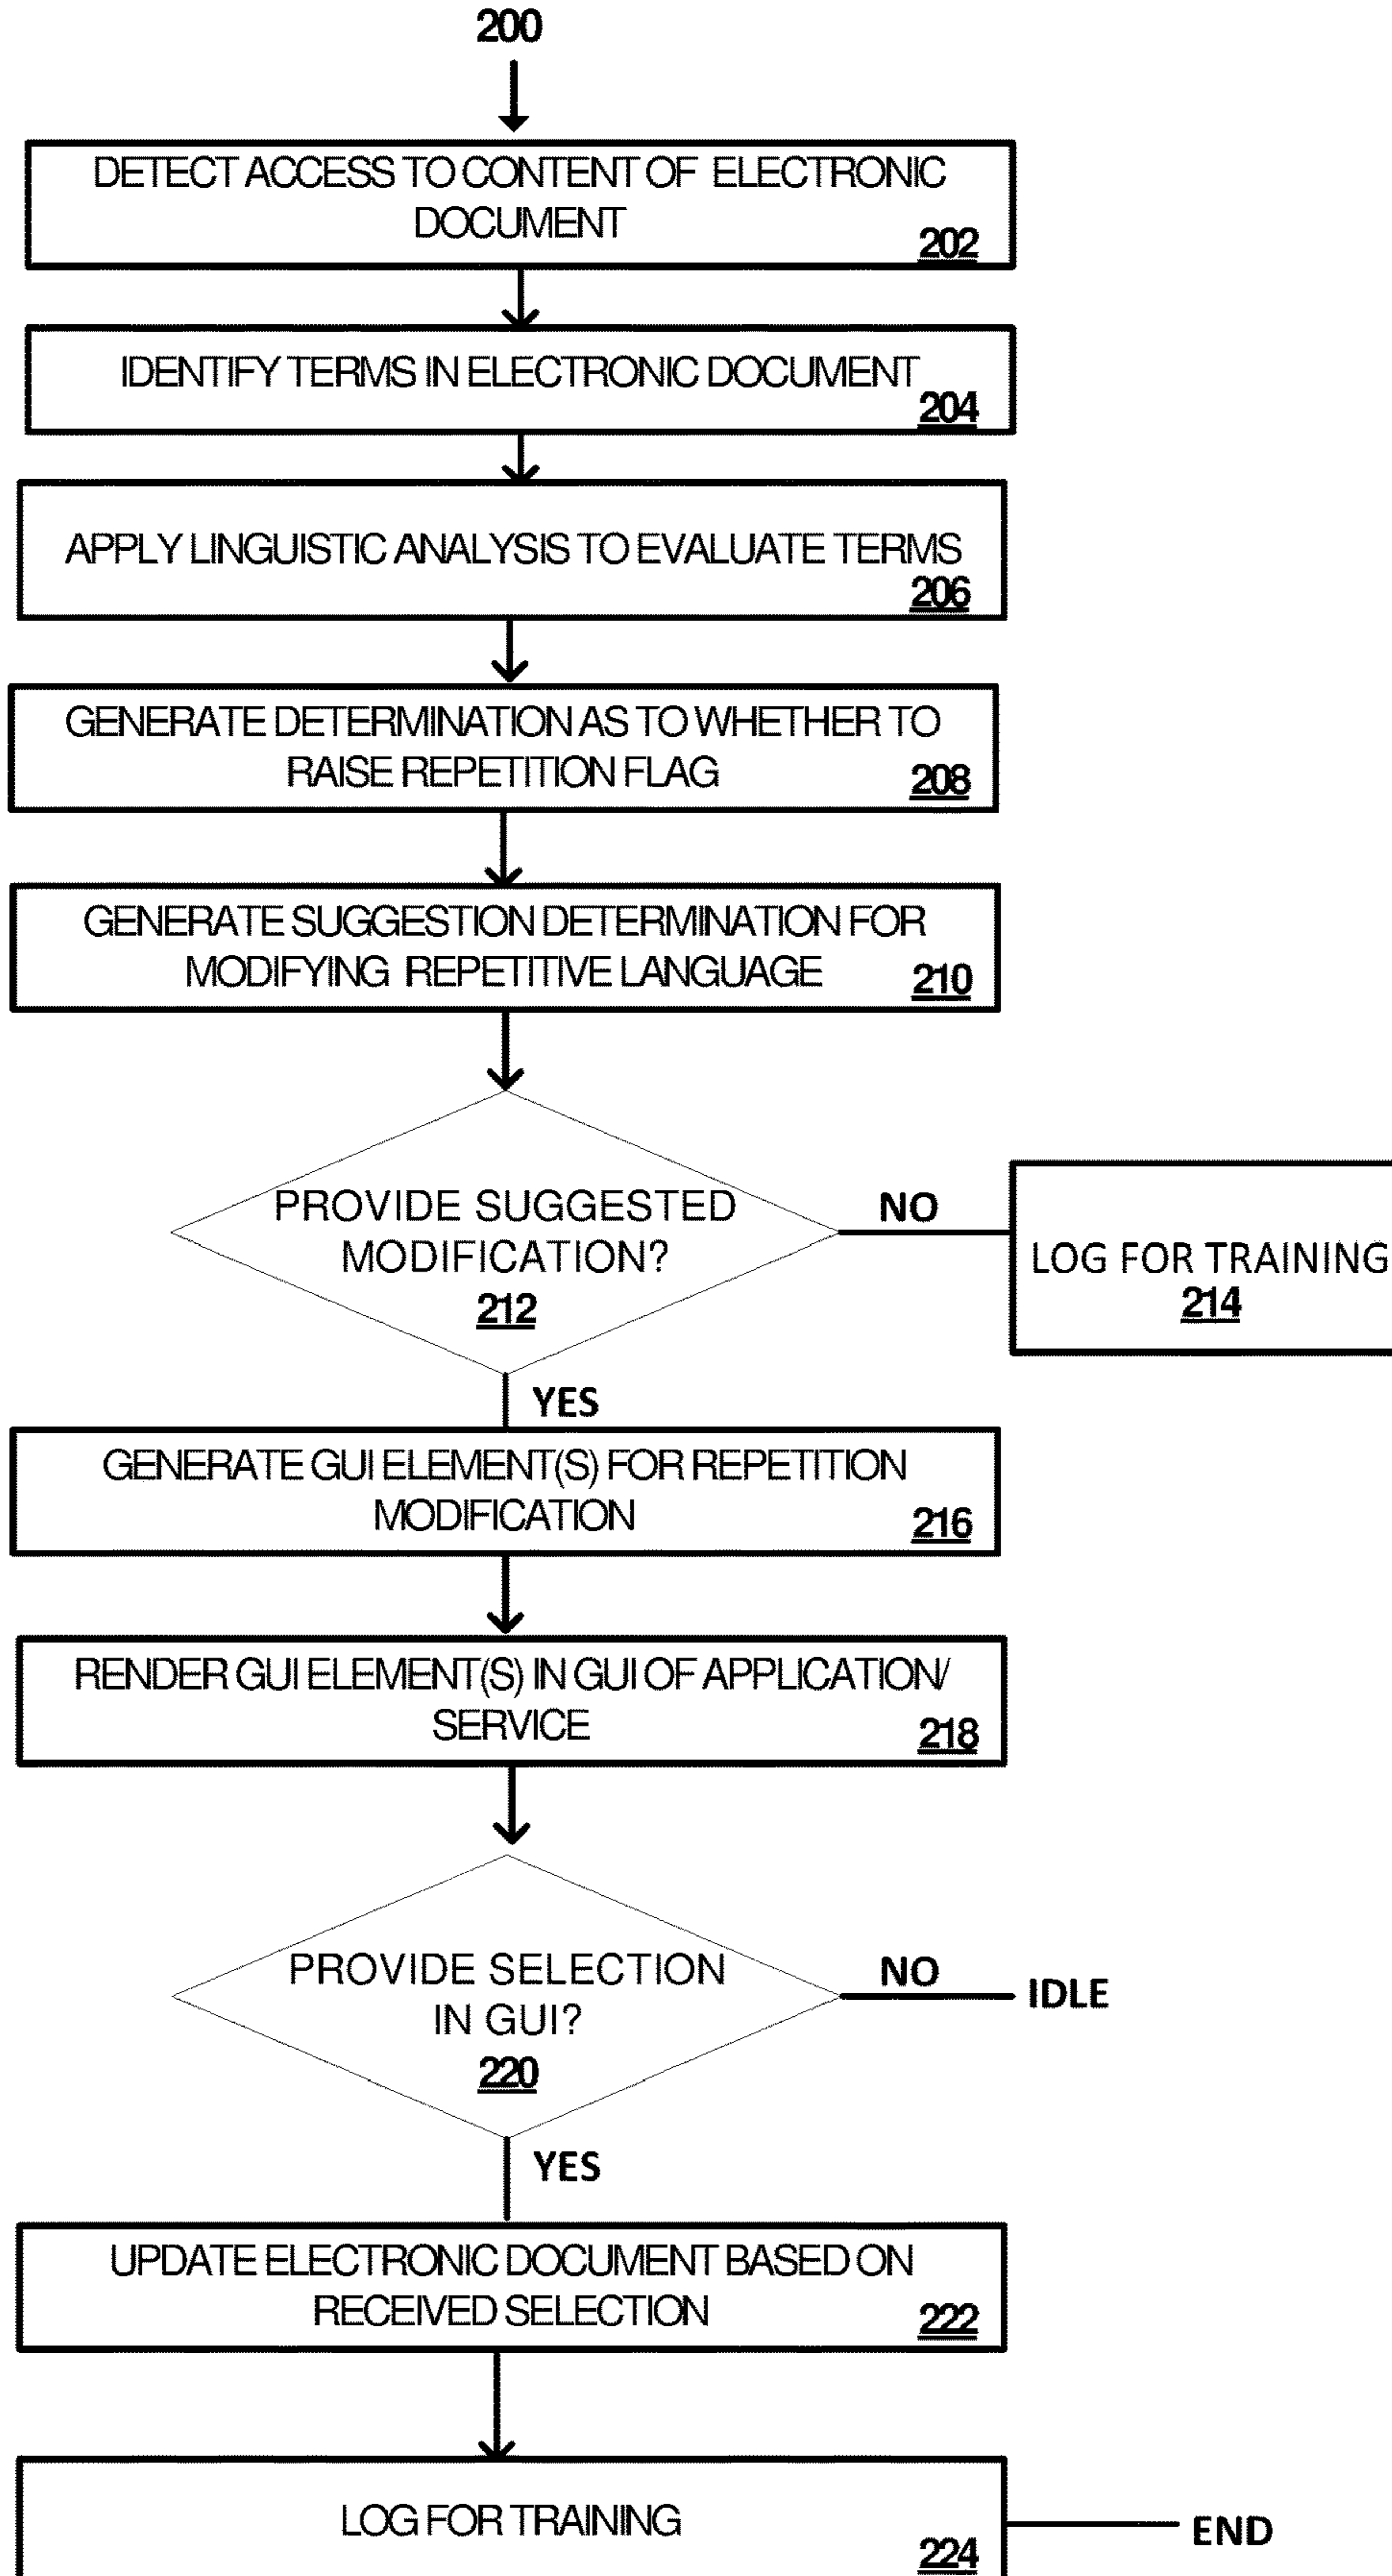 200
DETECT ACCESS TO CONTENT OF ELECTRONIC
DOCUMENT
202
IDENTIFY TERMS IN ELECTRONIC DOCUMENT
204
APPLY LINGUISTIC ANALYSIS TO EVALUATE TERMS
206
GENERATE DETERMINATION AS TO WHETHER TO
RAISE REPETITION FLAG
208
GENERATE SUGGESTION DETERMINATION FOR
MODIFYING REPETITIVE LANGUAGE
210
PROVIDE SUGGESTED
MODIFICATION?
212
NO
LOG FOR TRAINING
214
YES
GENERATE GUI ELEMENT(S) FOR REPETITION
MODIFICATION
216
RENDER GUI ELEMENT(S) IN GUI OF APPLICATION/
SERVICE
218
PROVIDE SELECTION
IN GUI?
220
NO
IDLE
YES
UPDATE ELECTRONIC DOCUMENT BASED ON
RECEIVED SELECTION
222
LOG FOR TRAINING
224
END